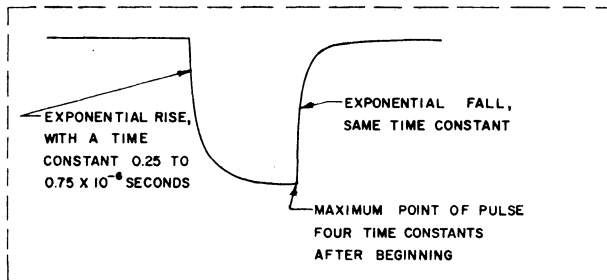 EXPONENTIAL RISE,
WITH A TIME
CONSTANT 0.25 TO
0.75 X 10⁻⁶ SECONDS
EXPONENTIAL FALL,
SAME TIME CONSTANT
MAXIMUM POINT OF PULSE
FOUR TIME CONSTANTS
AFTER BEGINNING